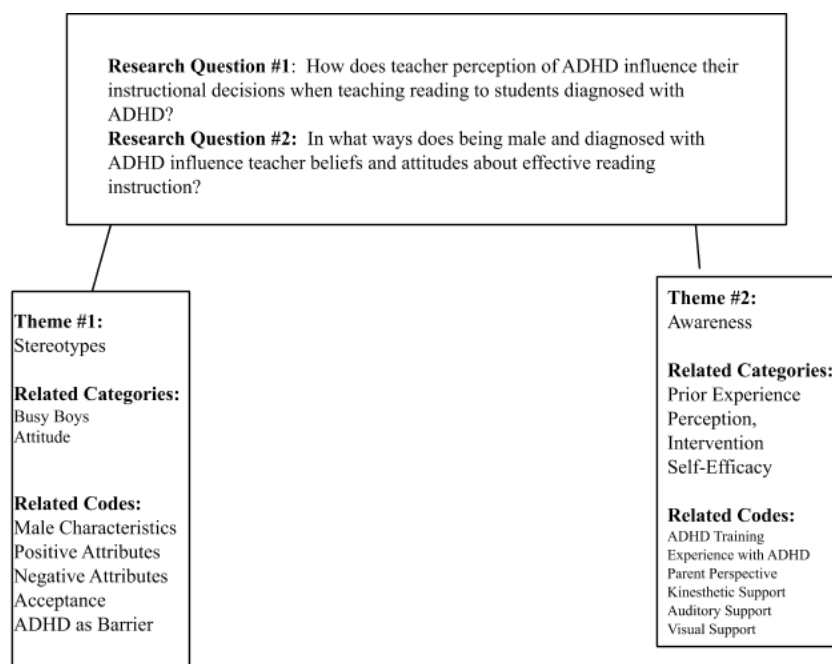 Research Question #1: How does teacher perception of ADHD influence their
instructional decisions when teaching reading to students diagnosed with
ADHD?
Research Question #2: In what ways does being male and diagnosed with
ADHD influence teacher beliefs and attitudes about effective reading
instruction?
Theme #1:
Stereotypes
Related Categories:
Busy Boys
Attitude
Related Codes:
Male Characteristics
Positive Attributes
Negative Attributes
Acceptance
ADHD as Barrier
Theme #2:
Awareness
Related Categories:
Prior Experience
Perception,
Intervention
Self-Efficacy
Related Codes:
ADHD Training
Experience with ADHD
Parent Perspective
Kinesthetic Support
Auditory Support
Visual Support